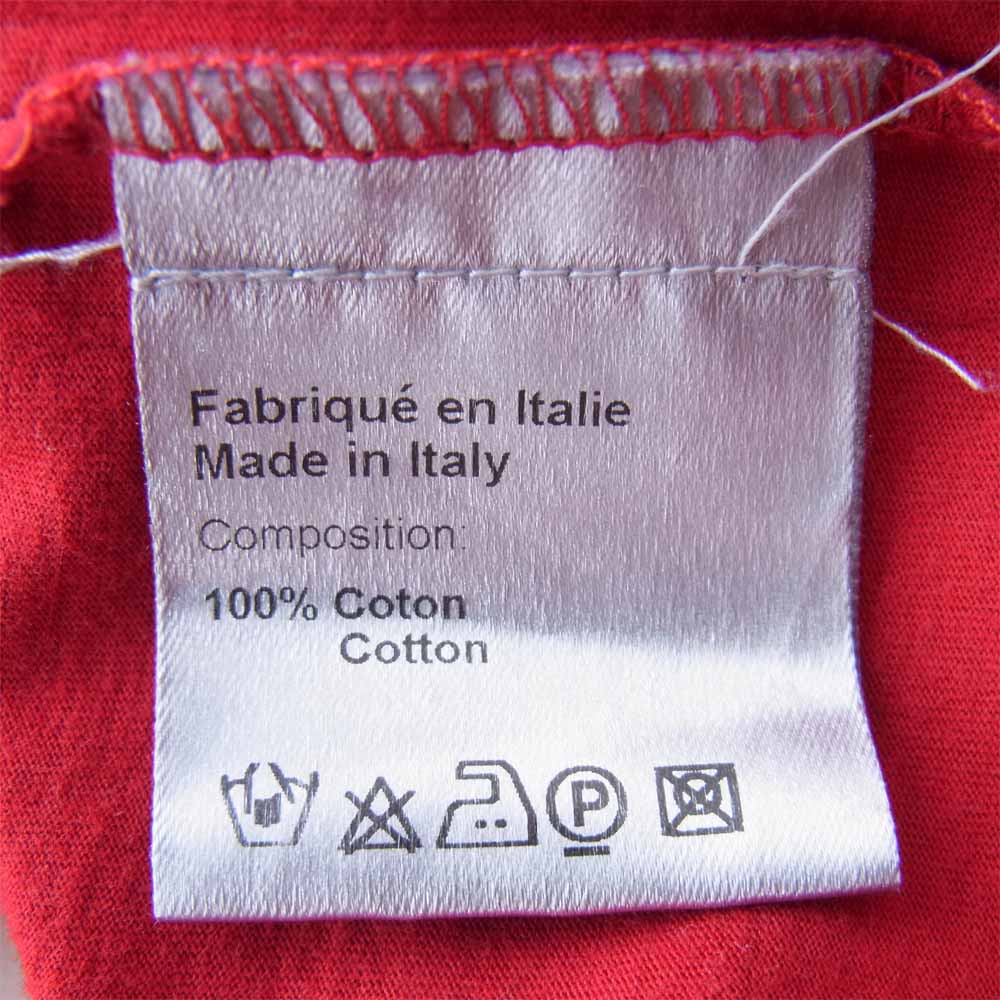 Fabriqué en Italie
Made in Italy
Composition:
100% Coton
Cotton
P